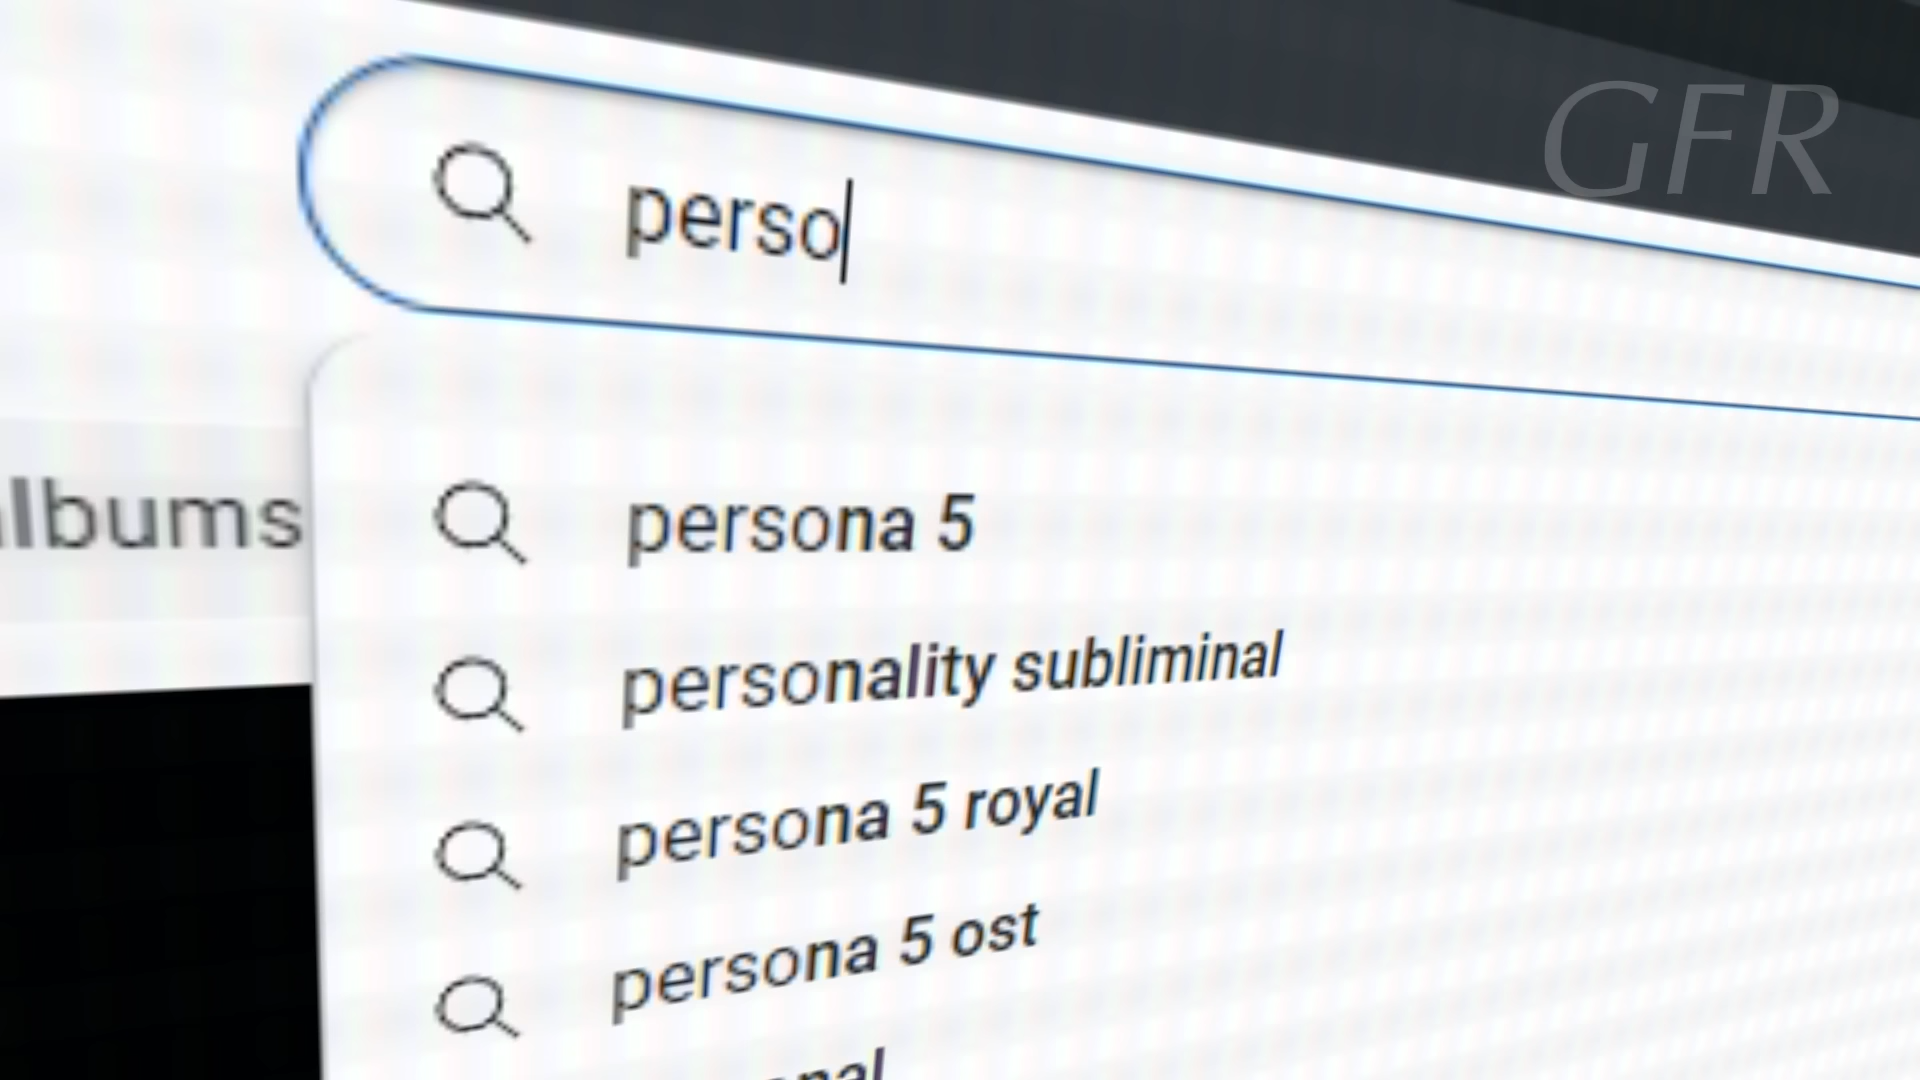 GFR
perso
albums
persona 5
personality subliminal
persona 5 royal
persona 5 ost